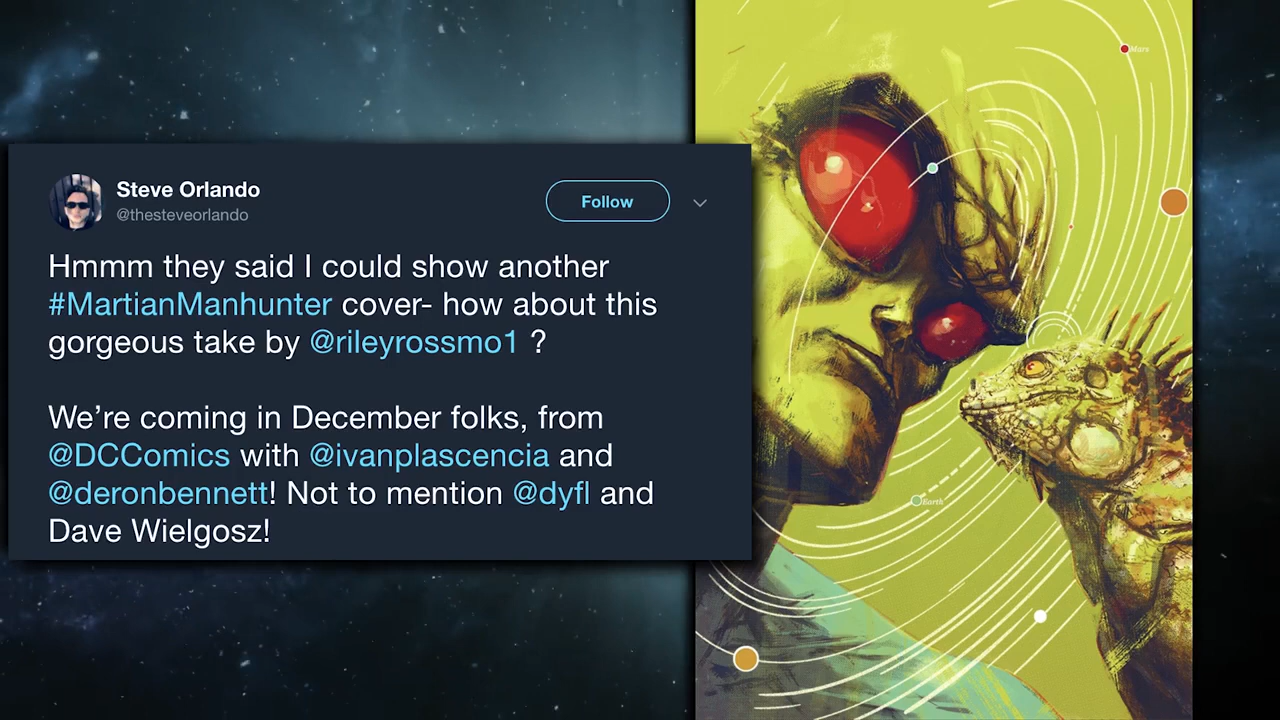 Steve Orlando
@thesteveorlando
Follow
Hmmm they said I could show another
#MartianManhunter cover- how about this
gorgeous take by @rileyrossmo1 ?
We’re coming in December folks, from
@DCComics with @ivanplascencia and
@deronbennett! Not to mention @dyfl and
Dave Wielgosz!
Mars
Earth